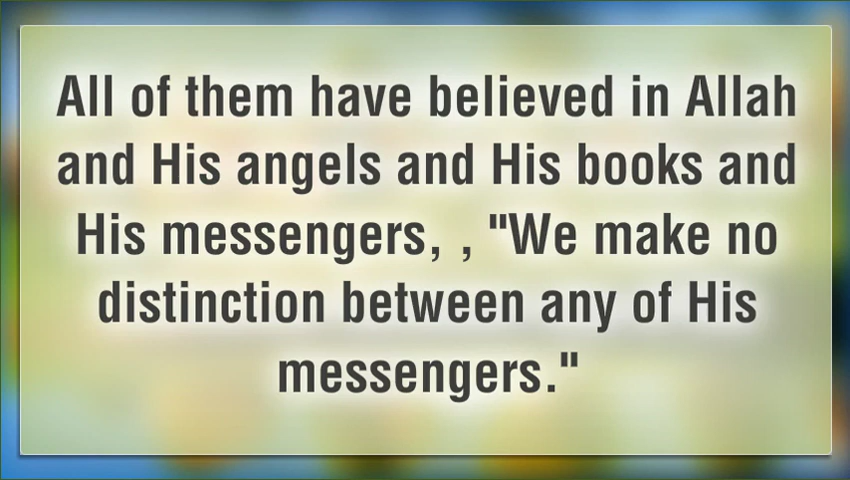 All of them have believed in Allah
and His angels and His books and
His messengers, , "We make no
distinction between any of His
messengers."